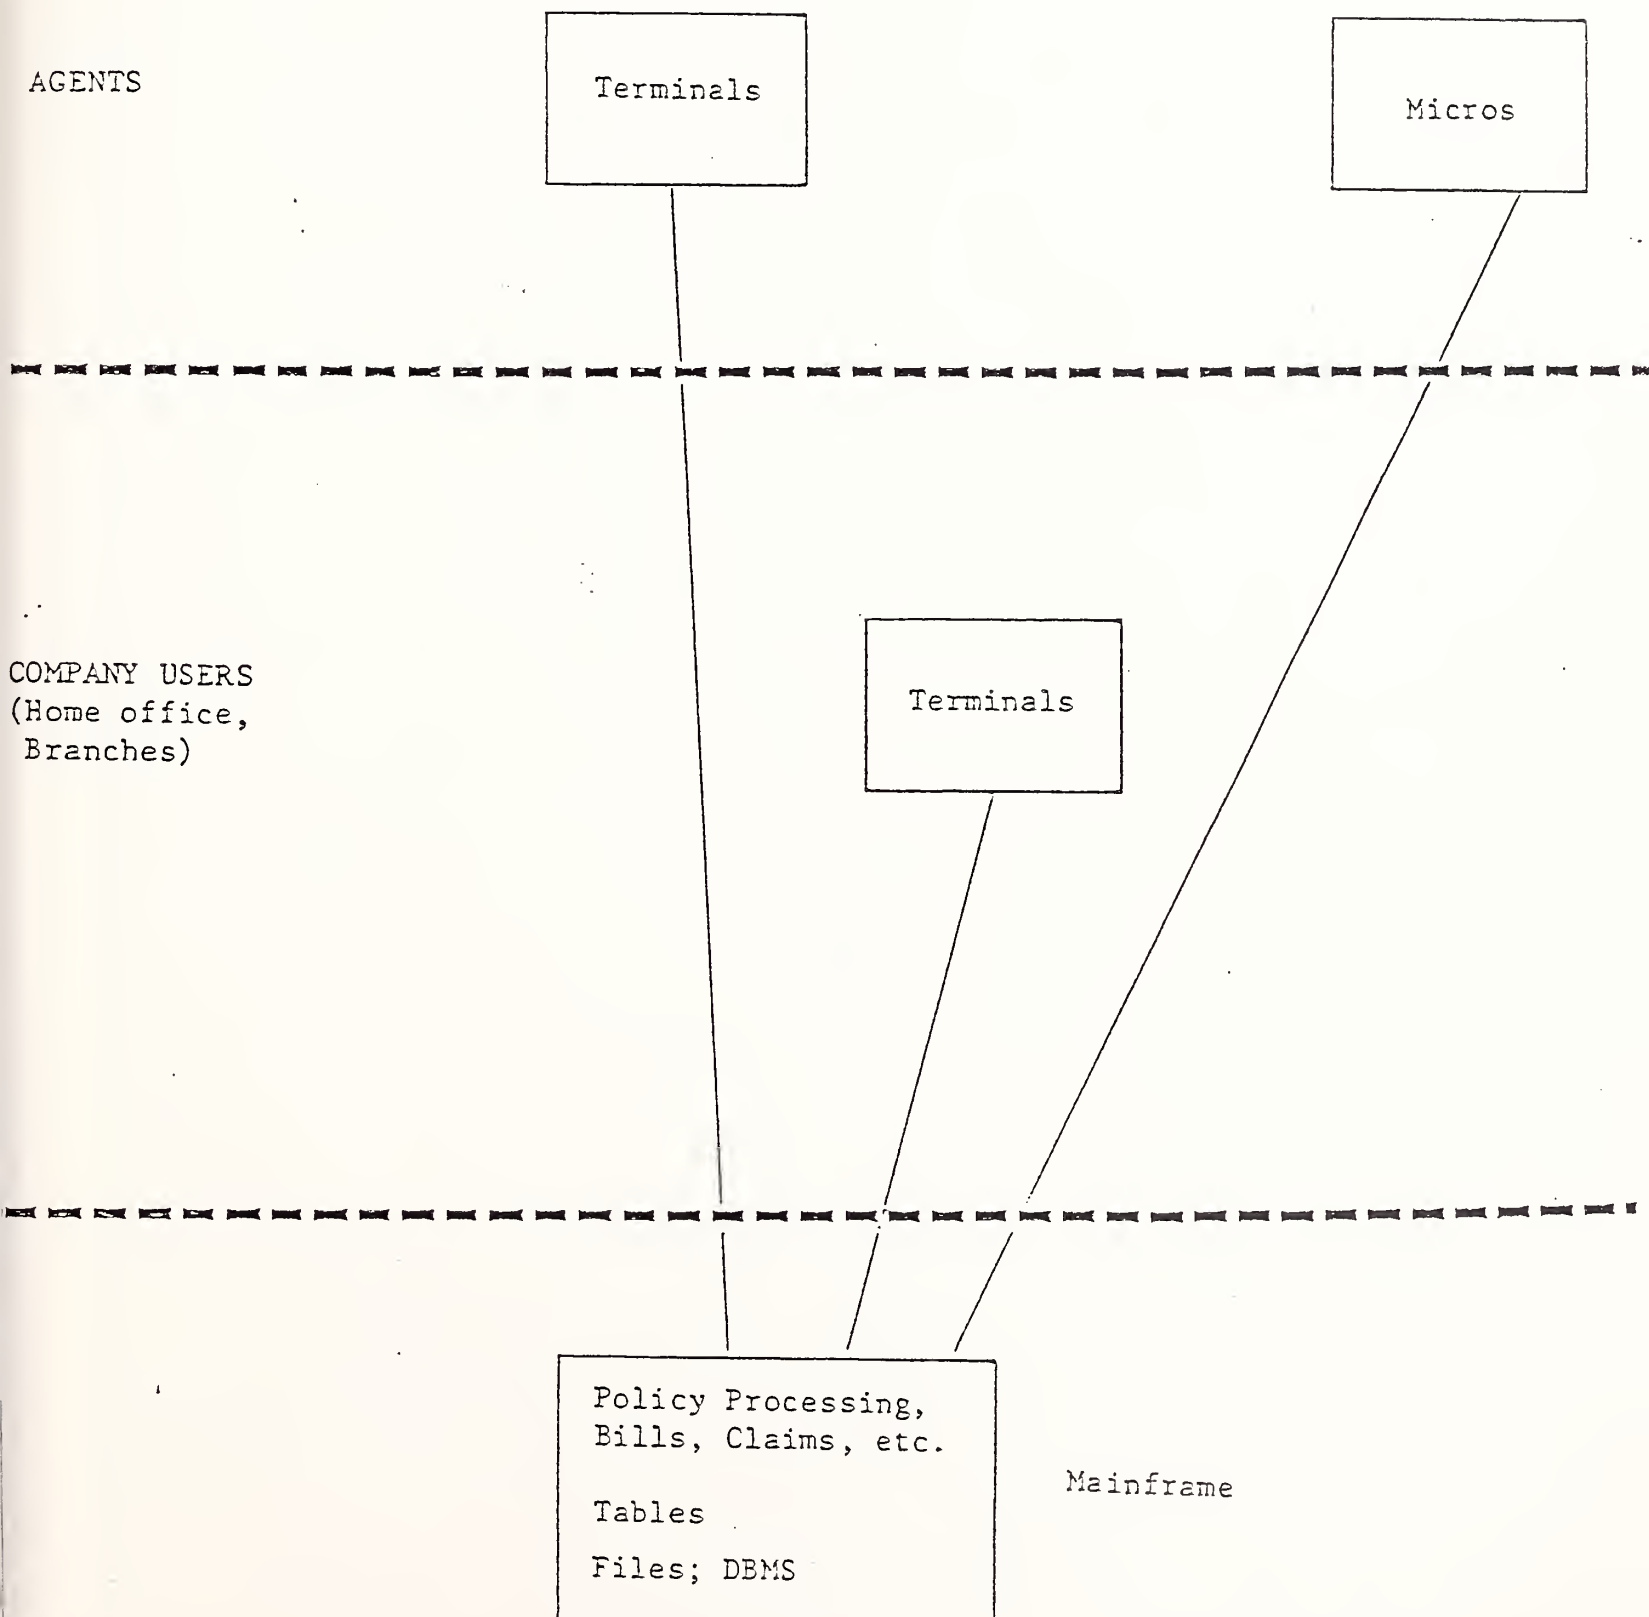 AGENTS
Terminals
Micros
COMPANY USERS
(Home office,
Branches)
Terminals
Policy Processing,
Bills, Claims, etc.
Tables
Files; DBMS
Mainframe